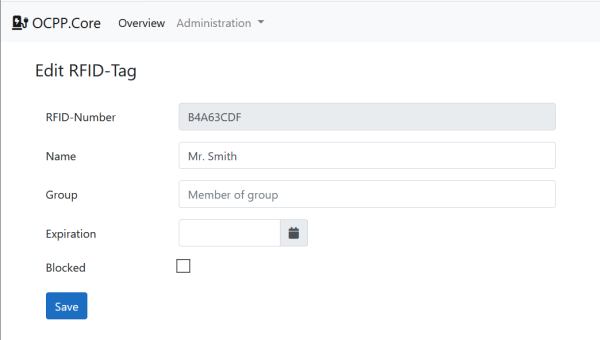 OCPP.Core Overview Administration
Edit RFID-Tag
RFID-Number B4A63CDF
Name Mr. Smith
Group Member of group
Expiration
Blocked
Save